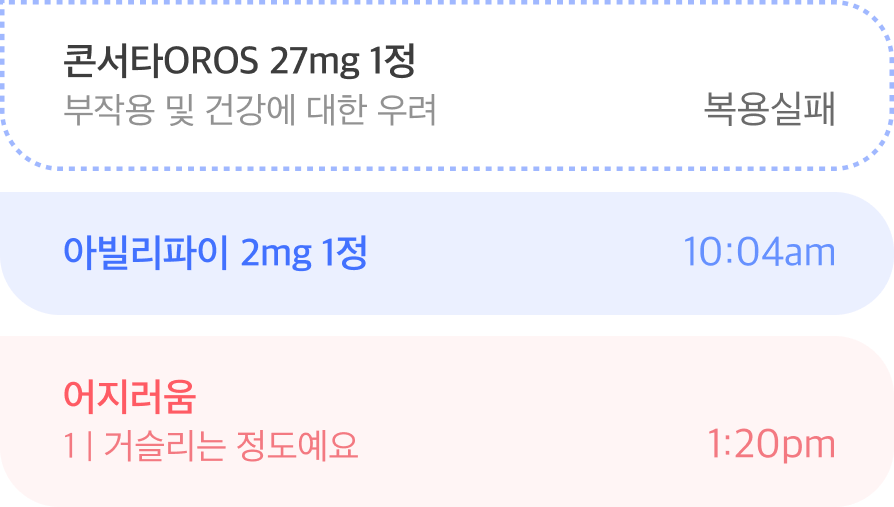 콘서타OROS 27mg 1정
부작용 및 건강에 대한 우려
복용실패
아빌리파이 2mg 1정
10:04am
어지러움
1 | 거슬리는 정도예요
1:20pm